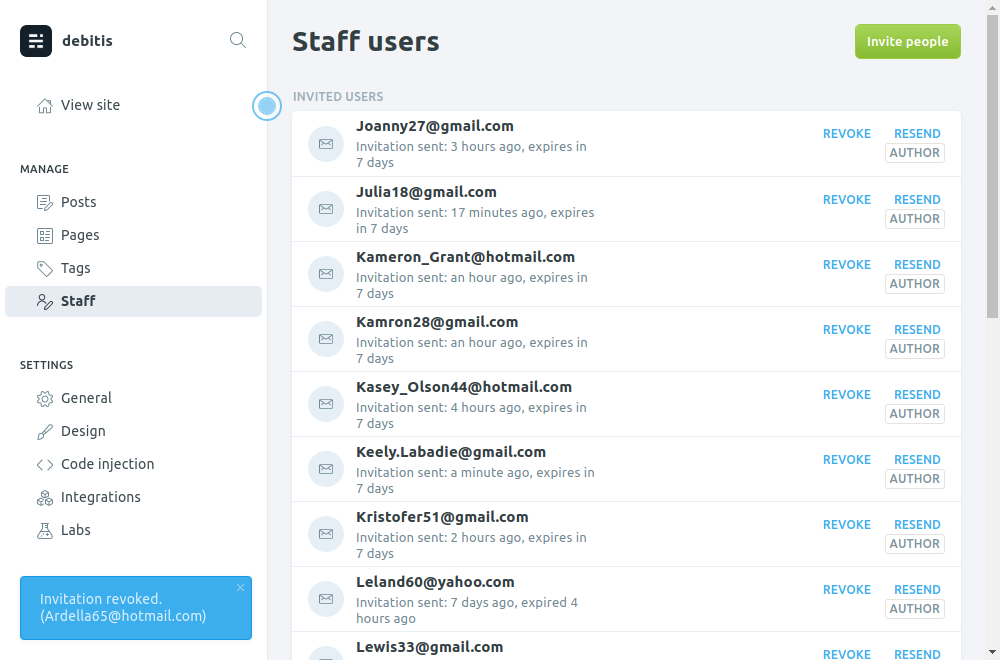 debitis
View site
MANAGE
Posts
Pages
Tags
Staff
SETTINGS
General
Design
Code injection
Integrations
Labs
Invitation revoked.
(Ardella65@hotmail.com)
Staff users
Invite people
INVITED USERS
Joanny27@gmail.com
Invitation sent: 3 hours ago, expires in
7 days
REVOKE RESEND
AUTHOR
Julia18@gmail.com
Invitation sent: 17 minutes ago, expires
in 7 days
REVOKE RESEND
AUTHOR
Kameron_Grant@hotmail.com
Invitation sent: an hour ago, expires in
7 days
REVOKE RESEND
AUTHOR
Kamron28@gmail.com
Invitation sent: an hour ago, expires in
7 days
REVOKE RESEND
AUTHOR
Kasey_Olson44@hotmail.com
Invitation sent: 4 hours ago, expires in
7 days
REVOKE RESEND
AUTHOR
Keely.Labadie@gmail.com
Invitation sent: a minute ago, expires in
7 days
REVOKE RESEND
AUTHOR
Kristofer51@gmail.com
Invitation sent: 2 hours ago, expires in
7 days
REVOKE RESEND
AUTHOR
Leland60@yahoo.com
Invitation sent: 7 days ago, expired 4
hours ago
REVOKE RESEND
AUTHOR
Lewis33@gmail.com
REVOKE RESEND